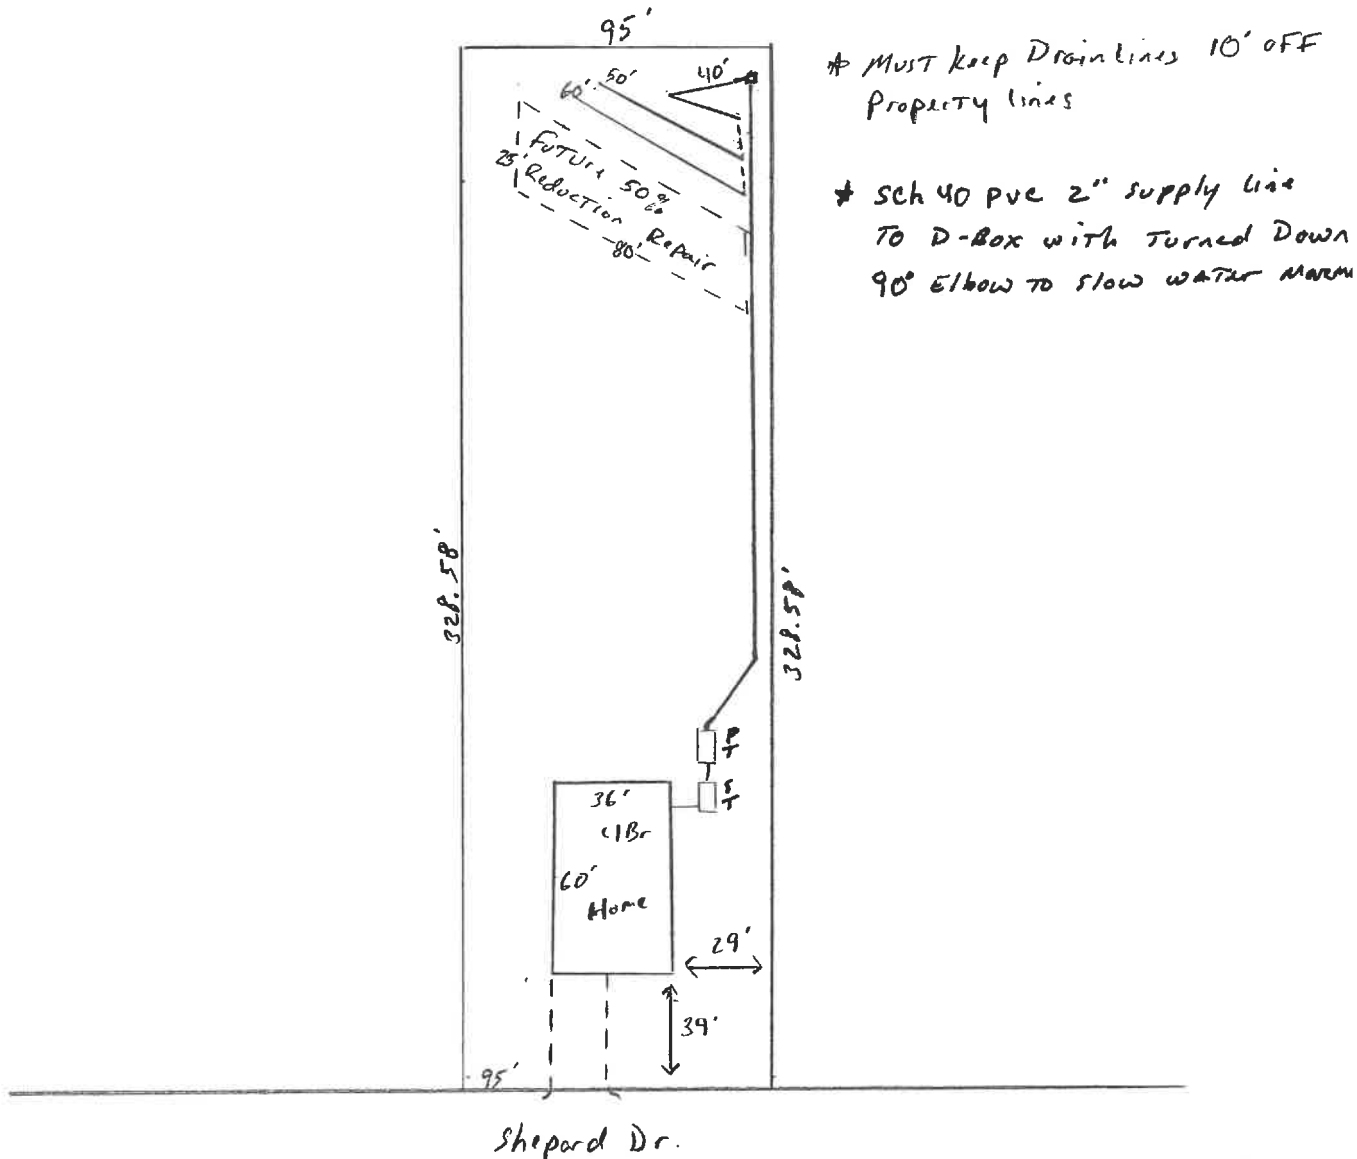 95'
* Must keep Drainlines 10' off
Property lines
* Sch 40 pvc 2" supply line
To D-Box with Turned Down
90° Elbow to slow water
40'
50'
60'
Future 50%
25' Reduction Repair
80'
328.58'
328.58'
P
T
S
T
36'
Br
60'
Home
29'
39'
95'
Shepard Dr.